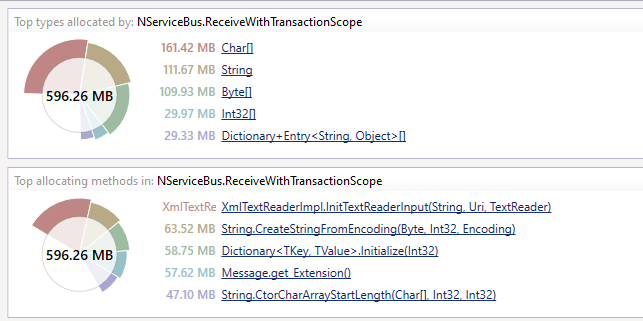 Top types allocated by: NServiceBus.ReceiveWithTransactionScope
596.26 MB
161.42 MB Char[]
111.67 MB String
109.93 MB Byte[]
29.97 MB Int32[]
29.33 MB Dictionary+Entry<String, Object>[]
Top allocating methods in: NServiceBus.ReceiveWithTransactionScope
596.26 MB
XmlTextRe XmlTextReaderImpl.InitTextReaderInput(String, Uri, TextReader)
63.52 MB String.CreateStringFromEncoding(Byte, Int32, Encoding)
58.75 MB Dictionary<TKey, TValue>.Initialize(Int32)
57.62 MB Message.get_Extension()
47.10 MB String.CtorCharArrayStartLength(Char[], Int32, Int32)